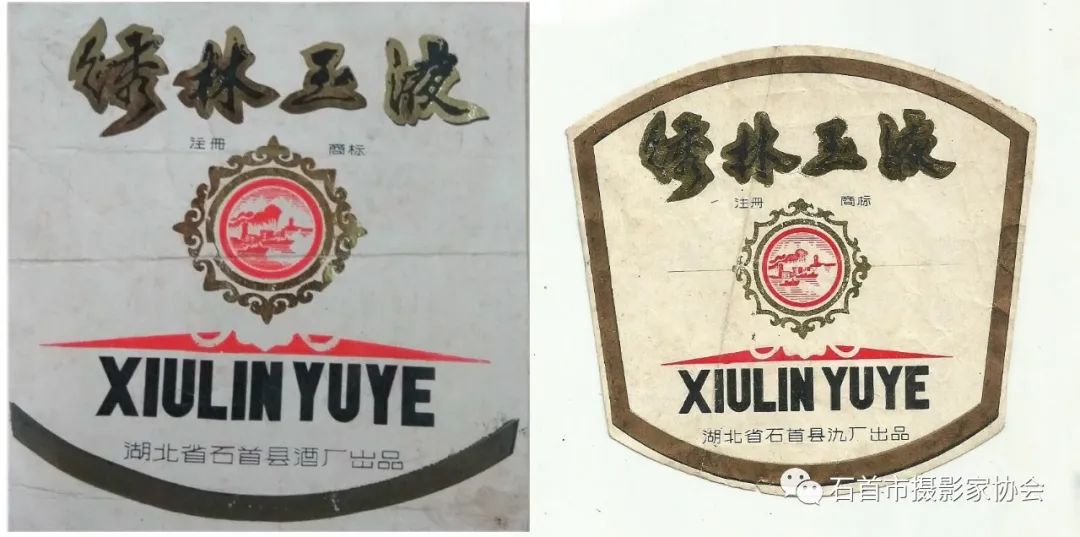 绣林玉液
注册 商标
XIULIN YUYE
湖北省石首县酒厂出品
绣林玉液
注册 商标
XIULIN YUYE
湖北省石首县氿厂出品
石首市摄影家协会